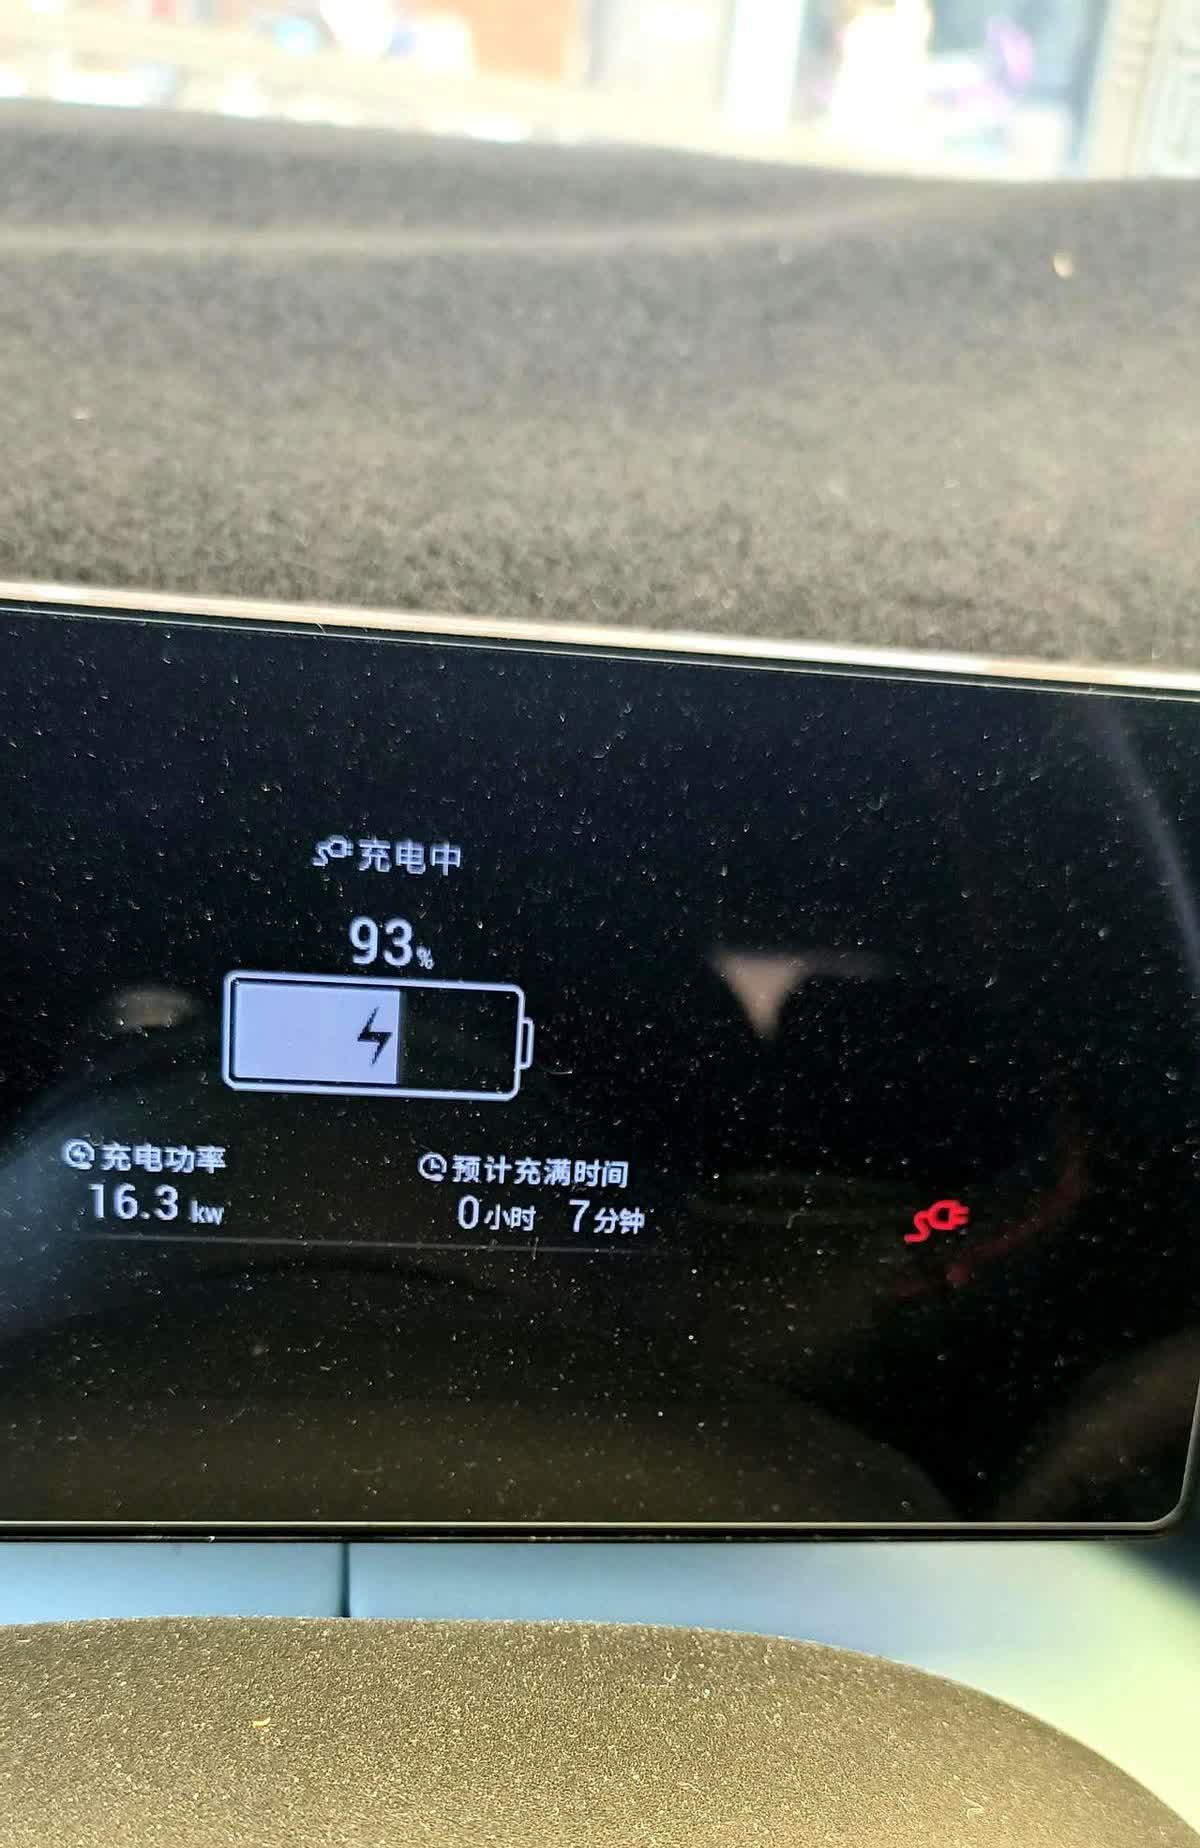 充电中
93%
充电功率
16.3 kw
预计充满时间
0小时 7分钟